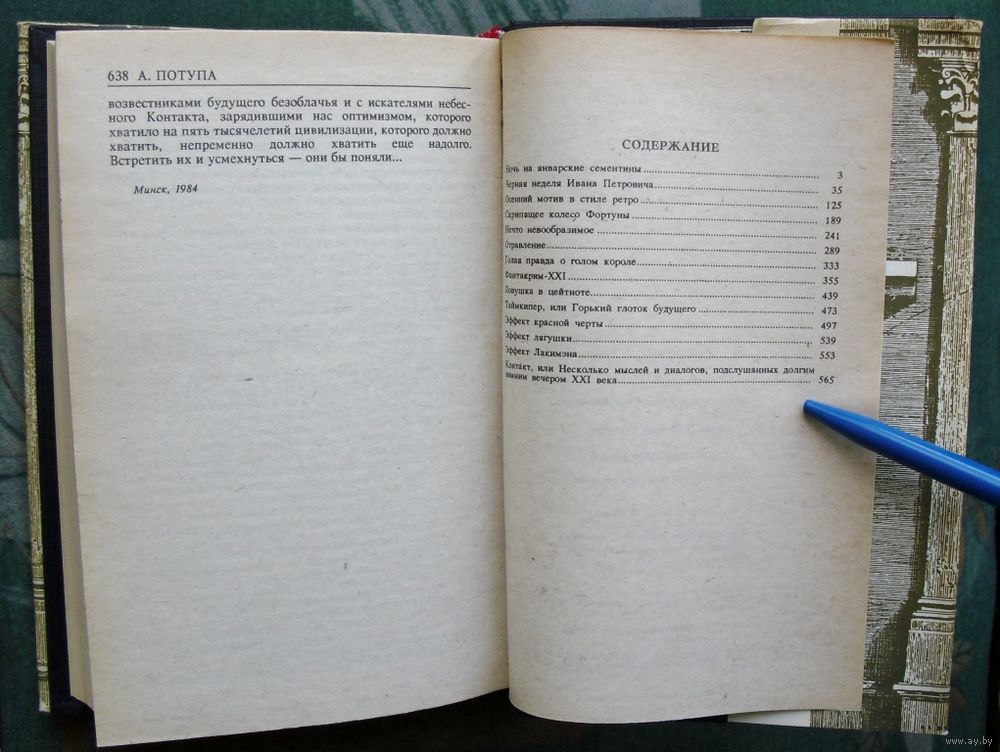 638 А. ПОТУПА
возвестниками будущего безоблачья и с искателями небес-
ного Контакта, зарядившими нас оптимизмом, которого
хватило на пять тысячелетий цивилизации, которого должно
хватить, непременно должно хватить еще надолго.
Встретить их и усмехнуться — они бы поняли...
Минск, 1984
СОДЕРЖАНИЕ
Ночь на январские сементины 3
Черная неделя Ивана Петровича 35
Осенний мотив в стиле ретро 125
Скрипящее колесо Фортуны 189
Нечто невообразимое 241
Отравление 289
Голая правда о голом короле 333
Фантакрим-XXI 355
Ловушка в цейтноте 439
Таймкипер, или Горький глоток будущего 473
Эффект красной черты 497
Эффект лягушки 539
Эффект Лакимэна 553
Контакт, или Несколько мыслей и диалогов, подслушанных долгим
зимним вечером XXI века 565
www.ay.by